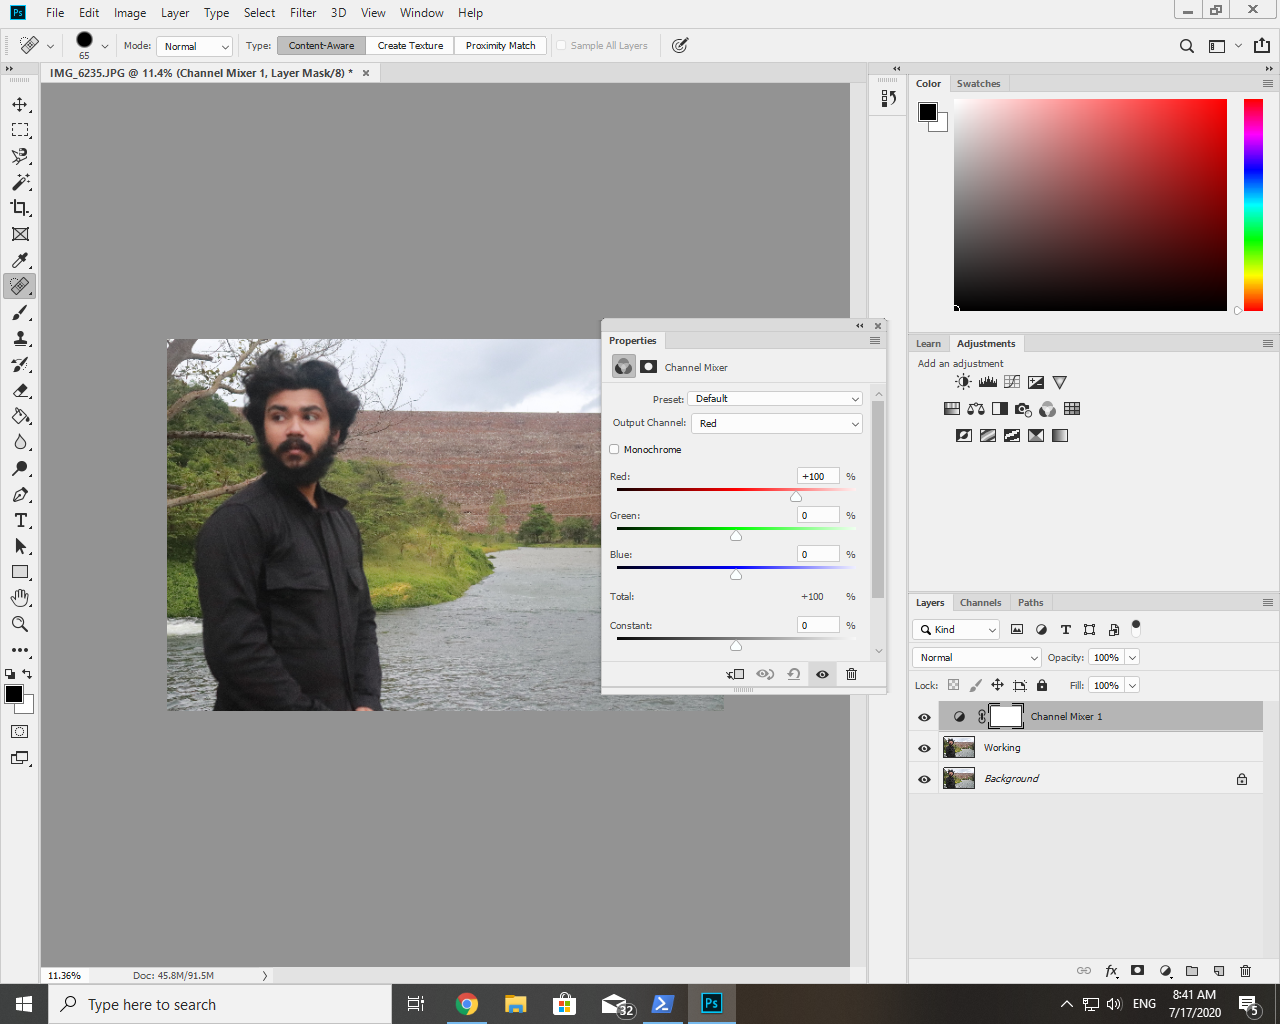 Ps File Edit Image Layer Type Select Filter 3D View Window Help
65 Mode: Normal Type: Content-Aware Create Texture Proximity Match Sample All Layers
IMG_6235.JPG @ 11.4% (Channel Mixer 1, Layer Mask/8) *
Color Swatches
Learn Adjustments
Add an adjustment
Properties
Channel Mixer
Preset: Default
Output Channel: Red
Monochrome
Red: +100 %
Green: 0 %
Blue: 0 %
Total: +100 %
Constant: 0 %
Layers Channels Paths
Kind
Normal Opacity: 100%
Lock: Fill: 100%
Channel Mixer 1
Working
Background
fx
11.36% Doc: 45.8M/91.5M
Type here to search
32
Ps
ENG
8:41 AM
7/17/2020
5